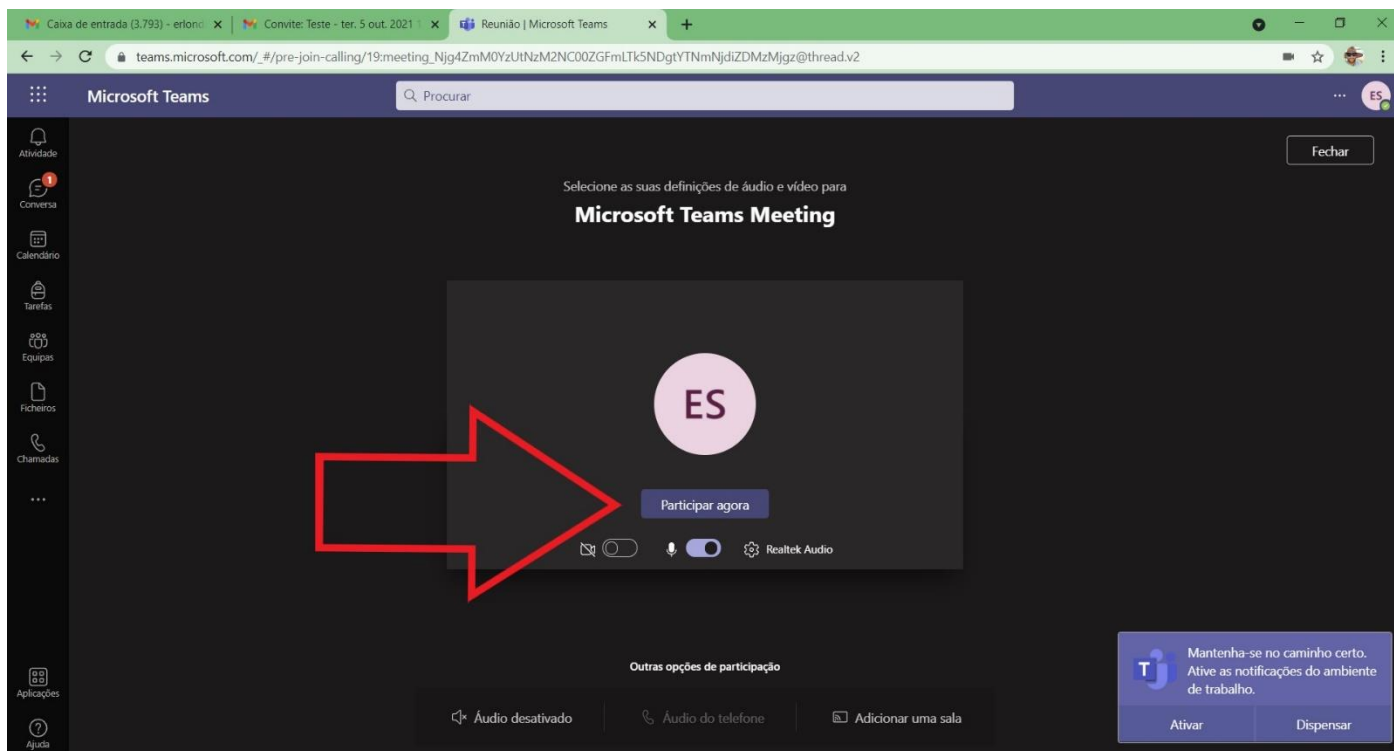 Caixa de entrada (3.793) - erlond
Convite: Teste - ter. 5 out. 2021 1
Reunião | Microsoft Teams
teams.microsoft.com/_#/pre-join-calling/19:meeting_Njg4ZmM0YzUtNzM2NC00ZGFmLTk5NDgtYTNmNjdiZDMzMjgz@thread.v2
Microsoft Teams
Procurar
ES
Atividade
1
Conversa
Calendário
Tarefas
Equipas
Ficheiros
Chamadas
Aplicações
Ajuda
Fechar
Selecione as suas definições de áudio e vídeo para
Microsoft Teams Meeting
ES
Participar agora
Realtek Audio
Outras opções de participação
Áudio desativado
Áudio do telefone
Adicionar uma sala
T
Mantenha-se no caminho certo.
Ative as notificações do ambiente
de trabalho.
Ativar
Dispensar